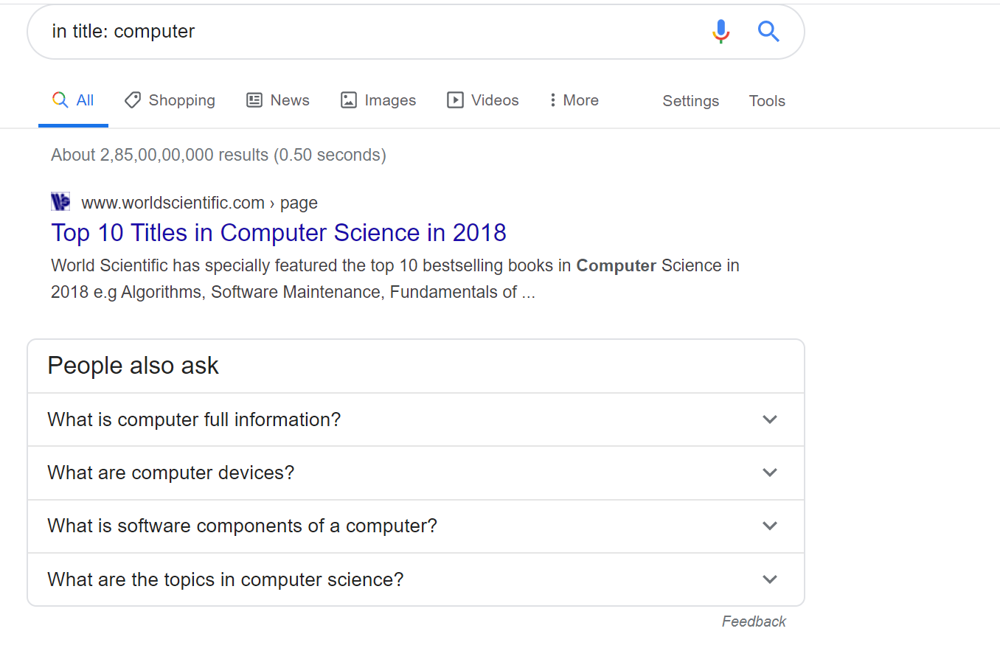 in title: computer
All Shopping News Images Videos More Settings Tools
About 2,85,00,00,000 results (0.50 seconds)
www.worldscientific.com › page
Top 10 Titles in Computer Science in 2018
World Scientific has specially featured the top 10 bestselling books in Computer Science in
2018 e.g Algorithms, Software Maintenance, Fundamentals of ...
People also ask
What is computer full information?
What are computer devices?
What is software components of a computer?
What are the topics in computer science?
Feedback